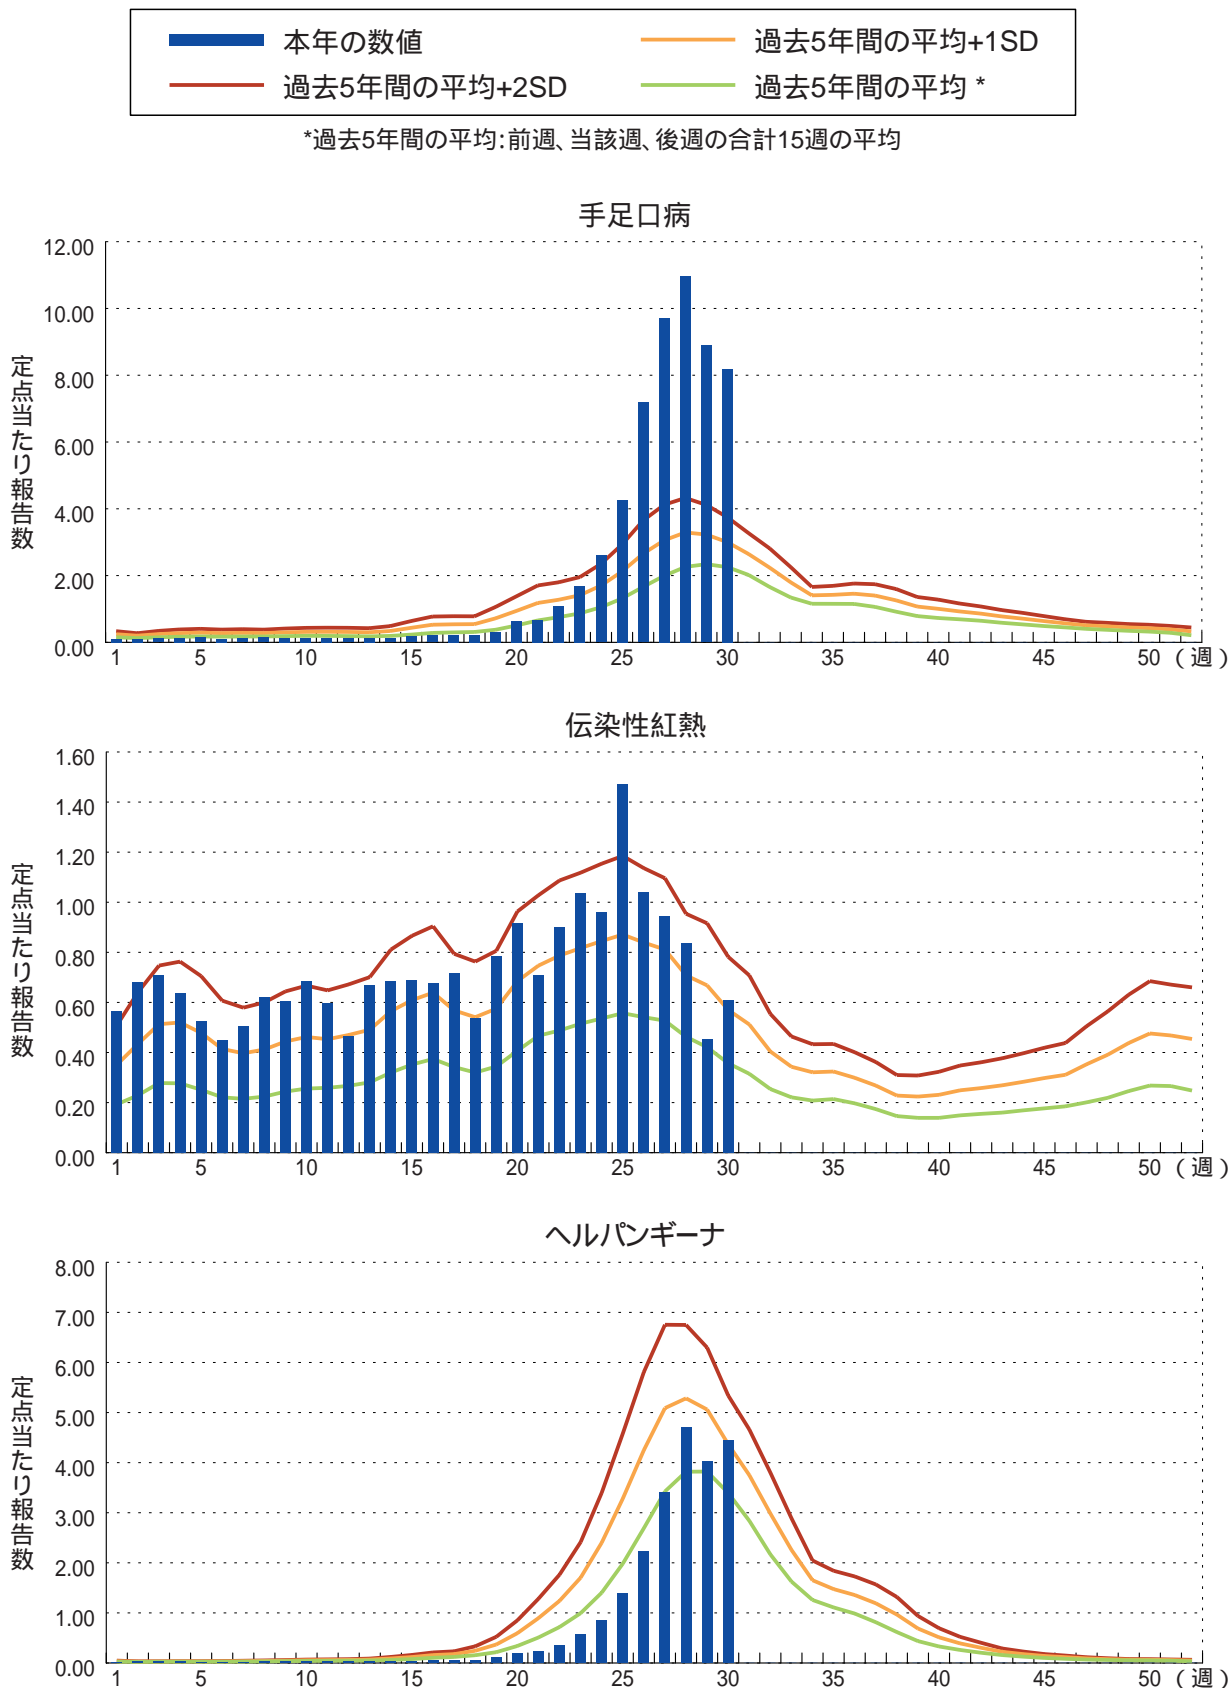 本年の数値 過去5年間の平均+1SD
過去5年間の平均+2SD 過去5年間の平均 *
*過去5年間の平均：前週、当該週、後週の合計15週の平均
手足口病
定点当たり報告数
12.00
10.00
8.00
6.00
4.00
2.00
0.00
1 5 10 15 20 25 30 35 40 45 50 （週）
伝染性紅熱
定点当たり報告数
1.60
1.40
1.20
1.00
0.80
0.60
0.40
0.20
0.00
1 5 10 15 20 25 30 35 40 45 50 （週）
ヘルパンギーナ
定点当たり報告数
8.00
7.00
6.00
5.00
4.00
3.00
2.00
1.00
0.00
1 5 10 15 20 25 30 35 40 45 50 （週）